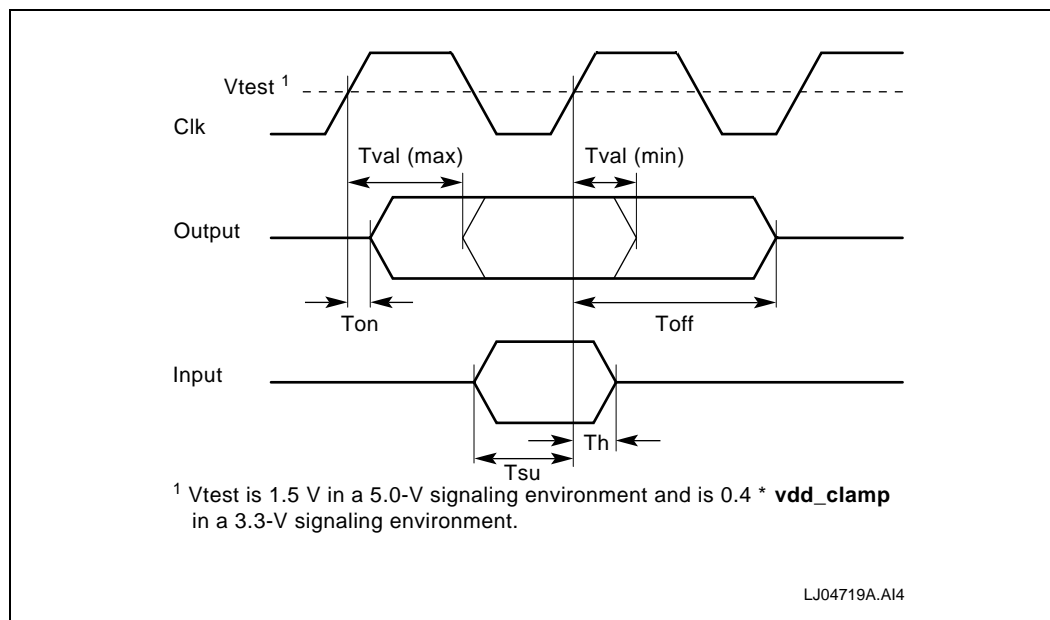 Vtest 1
Clk
Tval (max)
Tval (min)
Output
Ton
Toff
Input
Th
Tsu
1 Vtest is 1.5 V in a 5.0-V signaling environment and is 0.4 * vdd_clamp
in a 3.3-V signaling environment.
LJ04719A.AI4